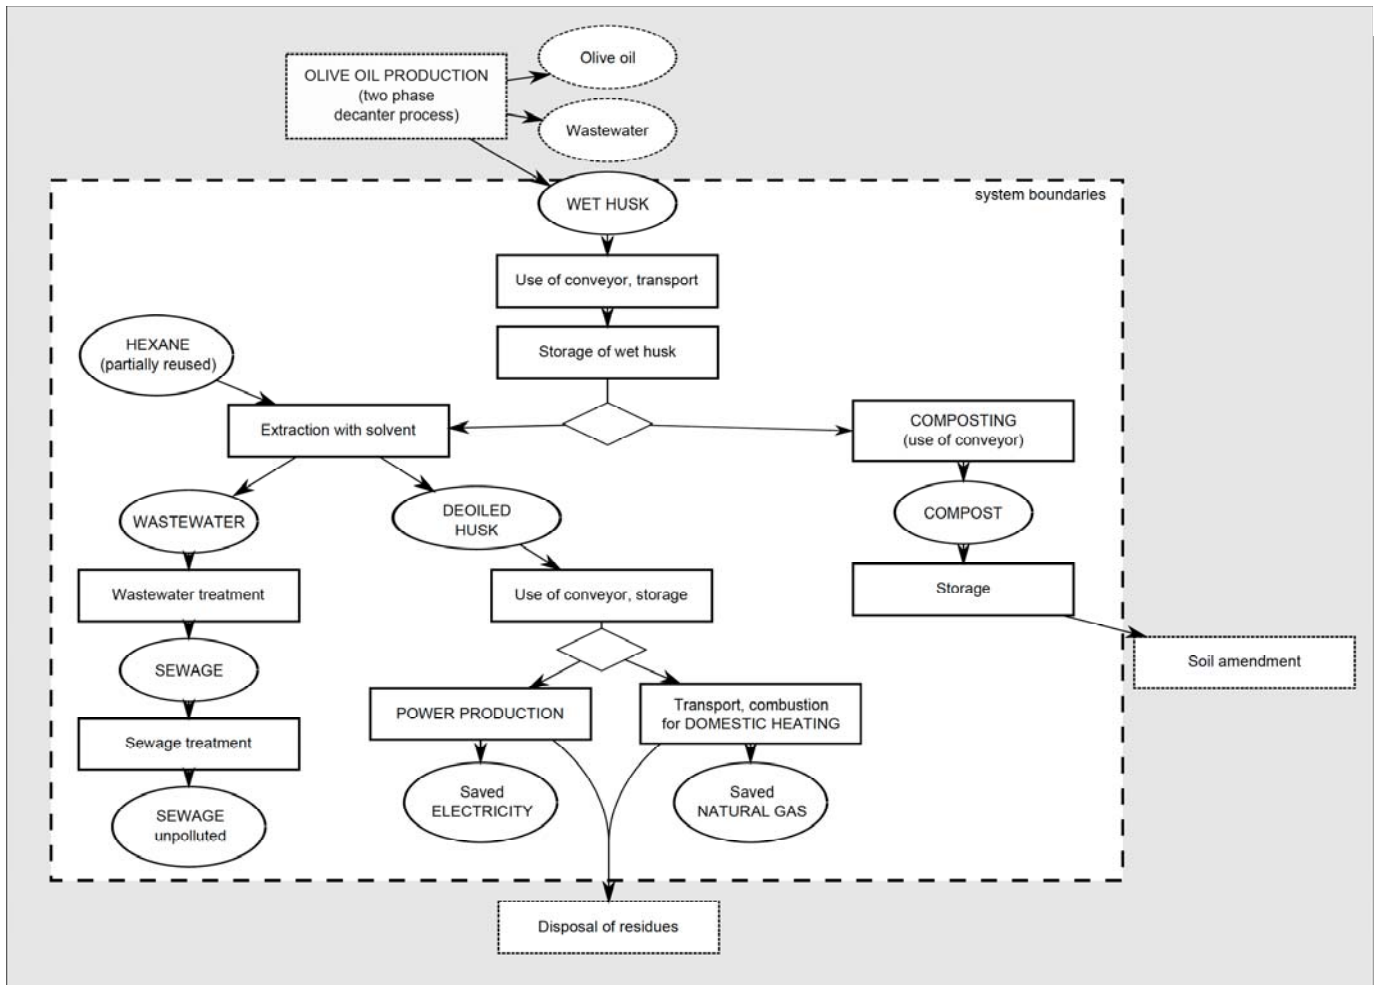 Olive oil
OLIVE OIL PRODUCTION
(two phase
decanter process)
Wastewater
system boundaries
WET HUSK
Use of conveyor, transport
HEXANE
(partially reused)
Storage of wet husk
Extraction with solvent
COMPOSTING
(use of conveyor)
WASTEWATER
DEOILED
HUSK
COMPOST
Wastewater treatment
Use of conveyor, storage
Storage
SEWAGE
Soil amendment
POWER PRODUCTION
Transport, combustion
for DOMESTIC HEATING
Sewage treatment
Saved
ELECTRICITY
Saved
NATURAL GAS
SEWAGE
unpolluted
Disposal of residues